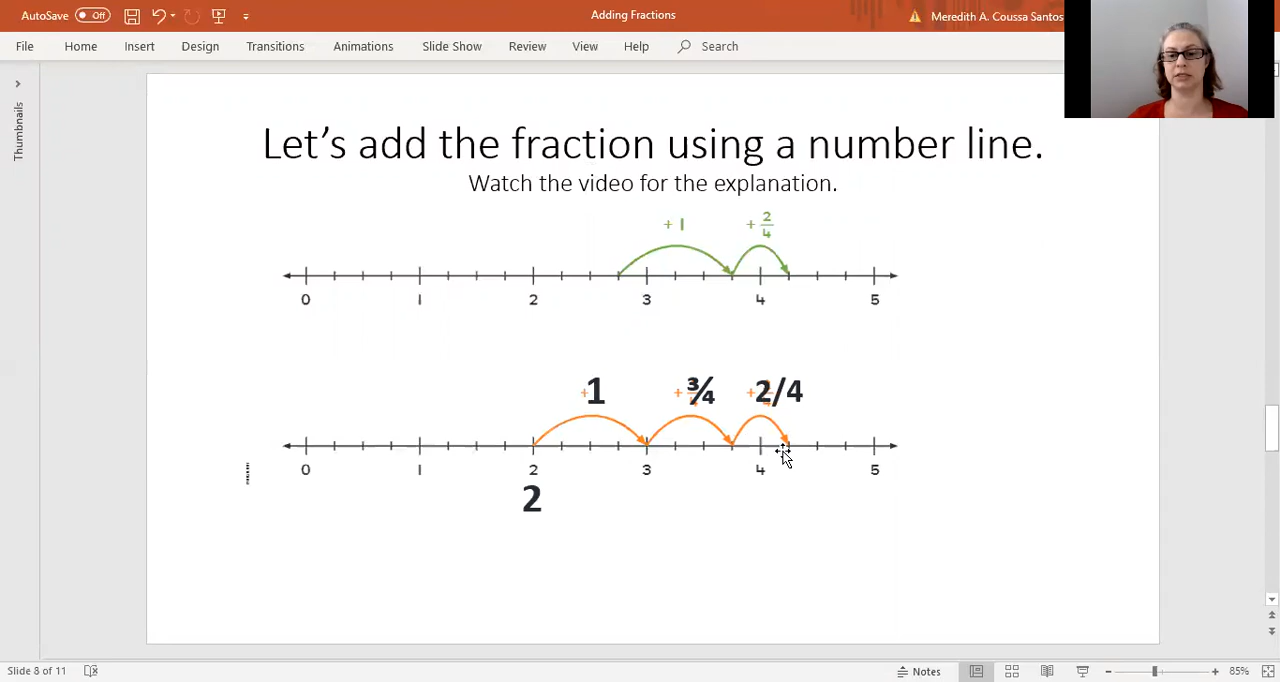 AutoSave Off Adding Fractions Meredith A. Coussa Santos
File Home Insert Design Transitions Animations Slide Show Review View Help Search
Thumbnails
Let's add the fraction using a number line.
Watch the video for the explanation.
+ 1 + 2/4
0 1 2 3 4 5
+1 + ¾ +2/4
0 1 2 3 4 5
2
Slide 8 of 11 Notes 85%